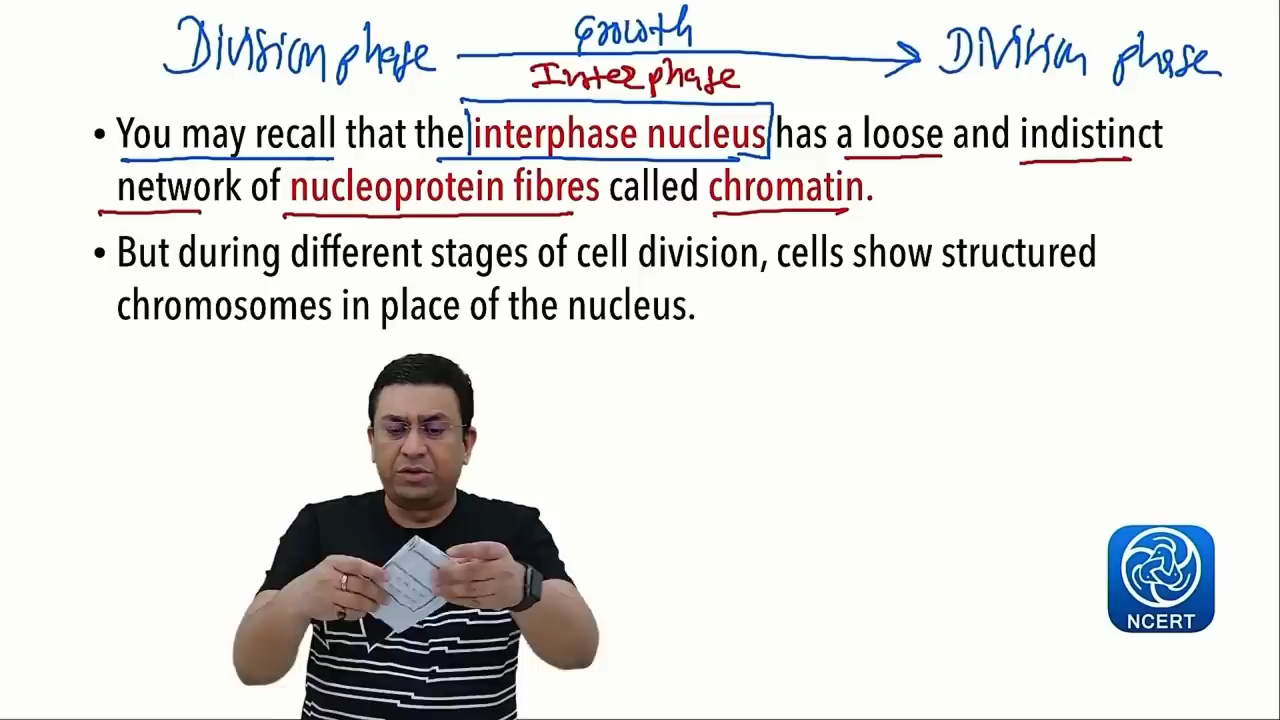 Division phase Growth Division phase
Interphase
• You may recall that the interphase nucleus has a loose and indistinct
network of nucleoprotein fibres called chromatin.
• But during different stages of cell division, cells show structured
chromosomes in place of the nucleus.
NCERT